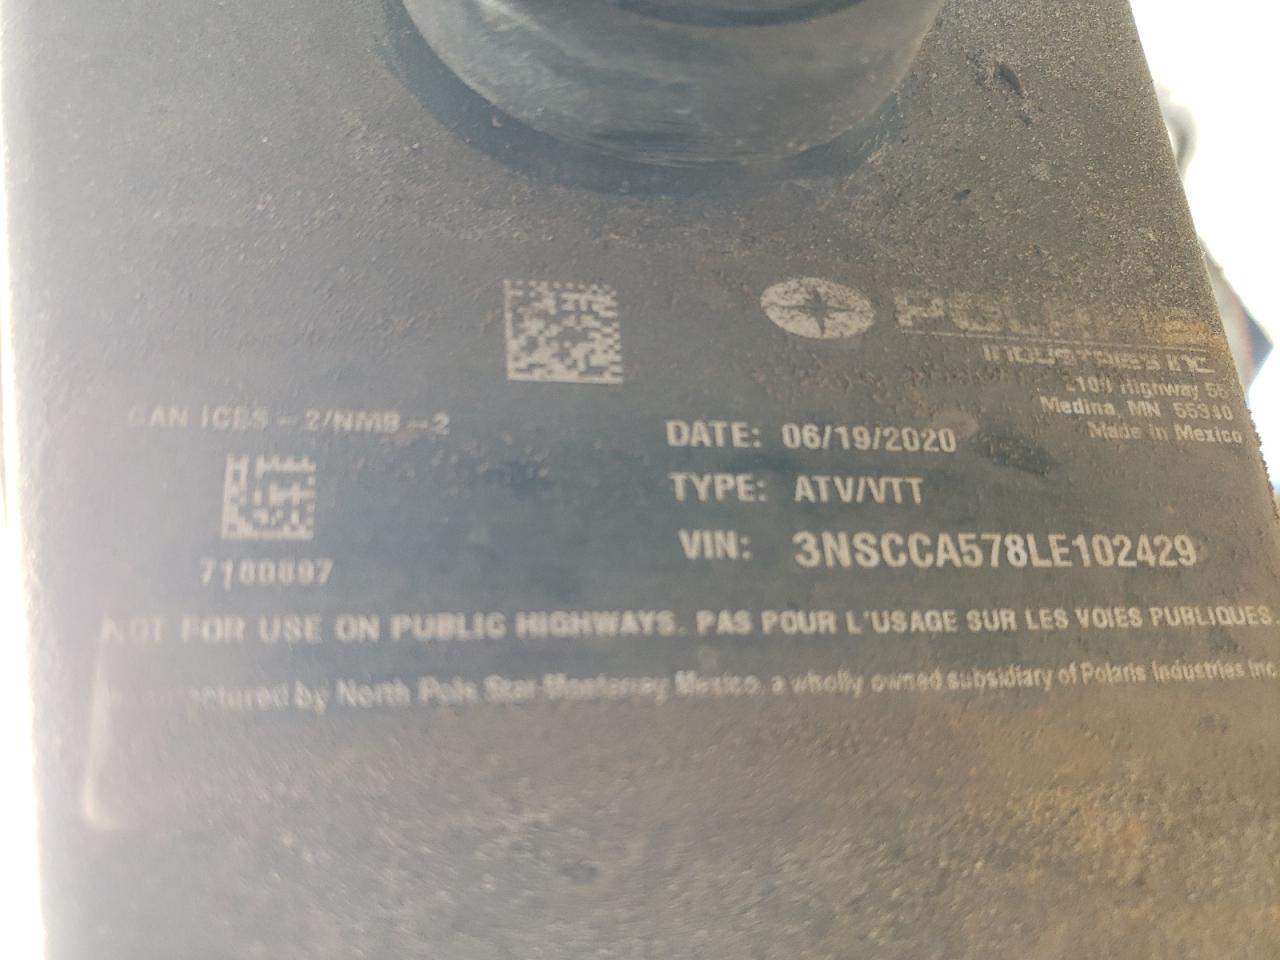 POLARIS
INDUSTRIES INC
2100 Highway 55
Medina, MN 55340
Made in Mexico
CAN ICES-2/NMB-2
DATE: 06/19/2020
TYPE: ATV/VTT
VIN: 3NSCCA578LE102429
NOT FOR USE ON PUBLIC HIGHWAYS. PAS POUR L'USAGE SUR LES VOIES PUBLIQUES.
by North Pole Star Monterrey Mexico, a wholly owned subsidiary of Polaris Industries Inc.